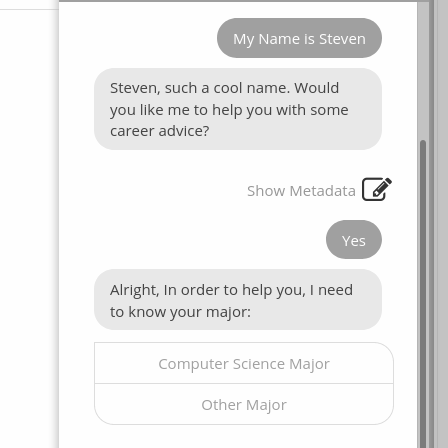 My Name is Steven
Steven, such a cool name. Would
you like me to help you with some
career advice?
Show Metadata
Yes
Alright, In order to help you, I need
to know your major:
Computer Science Major
Other Major